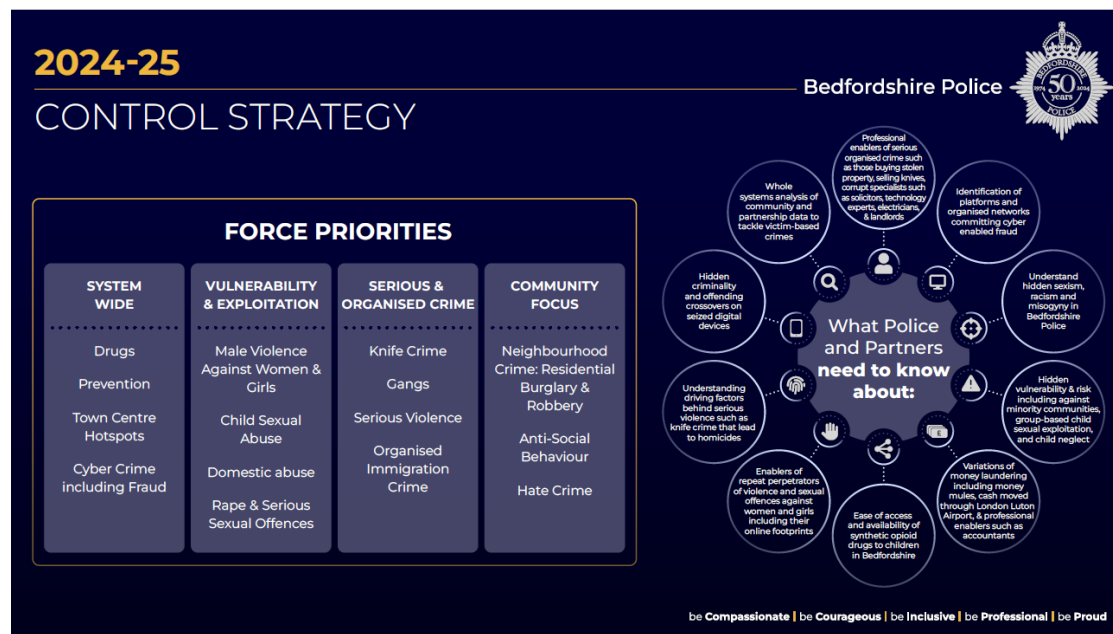 2024-25
CONTROL STRATEGY
Bedfordshire Police
BEDFORDSHIRE
1974
50
years
2024
POLICE
FORCE PRIORITIES
SYSTEM
WIDE
Drugs
Prevention
Town Centre
Hotspots
Cyber Crime
including Fraud
VULNERABILITY
& EXPLOITATION
Male Violence
Against Women &
Girls
Child Sexual
Abuse
Domestic abuse
Rape & Serious
Sexual Offences
SERIOUS &
ORGANISED CRIME
Knife Crime
Gangs
Serious Violence
Organised
Immigration
Crime
COMMUNITY
FOCUS
Neighbourhood
Crime: Residential
Burglary &
Robbery
Anti-Social
Behaviour
Hate Crime
What Police
and Partners
need to know
about:
Professional
enablers of serious
organised crime such
as those buying stolen
property, selling knives,
corrupt specialists such
as solicitors, technology
experts, electricians,
& landlords
Identification of
platforms and
organised networks
committing cyber
enabled fraud
Understand
hidden sexism,
racism and
misogyny in
Bedfordshire
Police
Hidden
vulnerability & risk
including against
minority communities,
group-based child
sexual exploitation,
and child neglect
Variations of
money laundering
including money
mules, cash moved
through London Luton
Airport, & professional
enablers such as
accountants
Ease of access
and availability of
synthetic opioid
drugs to children
in Bedfordshire
Enablers of
repeat perpetrators
of violence and sexual
offences against
women and girls
including their
online footprints
Understanding
driving factors
behind serious
violence such as
knife crime that lead
to homicides
Hidden
criminality
and offending
crossovers on
seized digital
devices
Whole
systems analysis of
community and
partnership data to
tackle victim-based
crimes
be Compassionate | be Courageous | be Inclusive | be Professional | be Proud